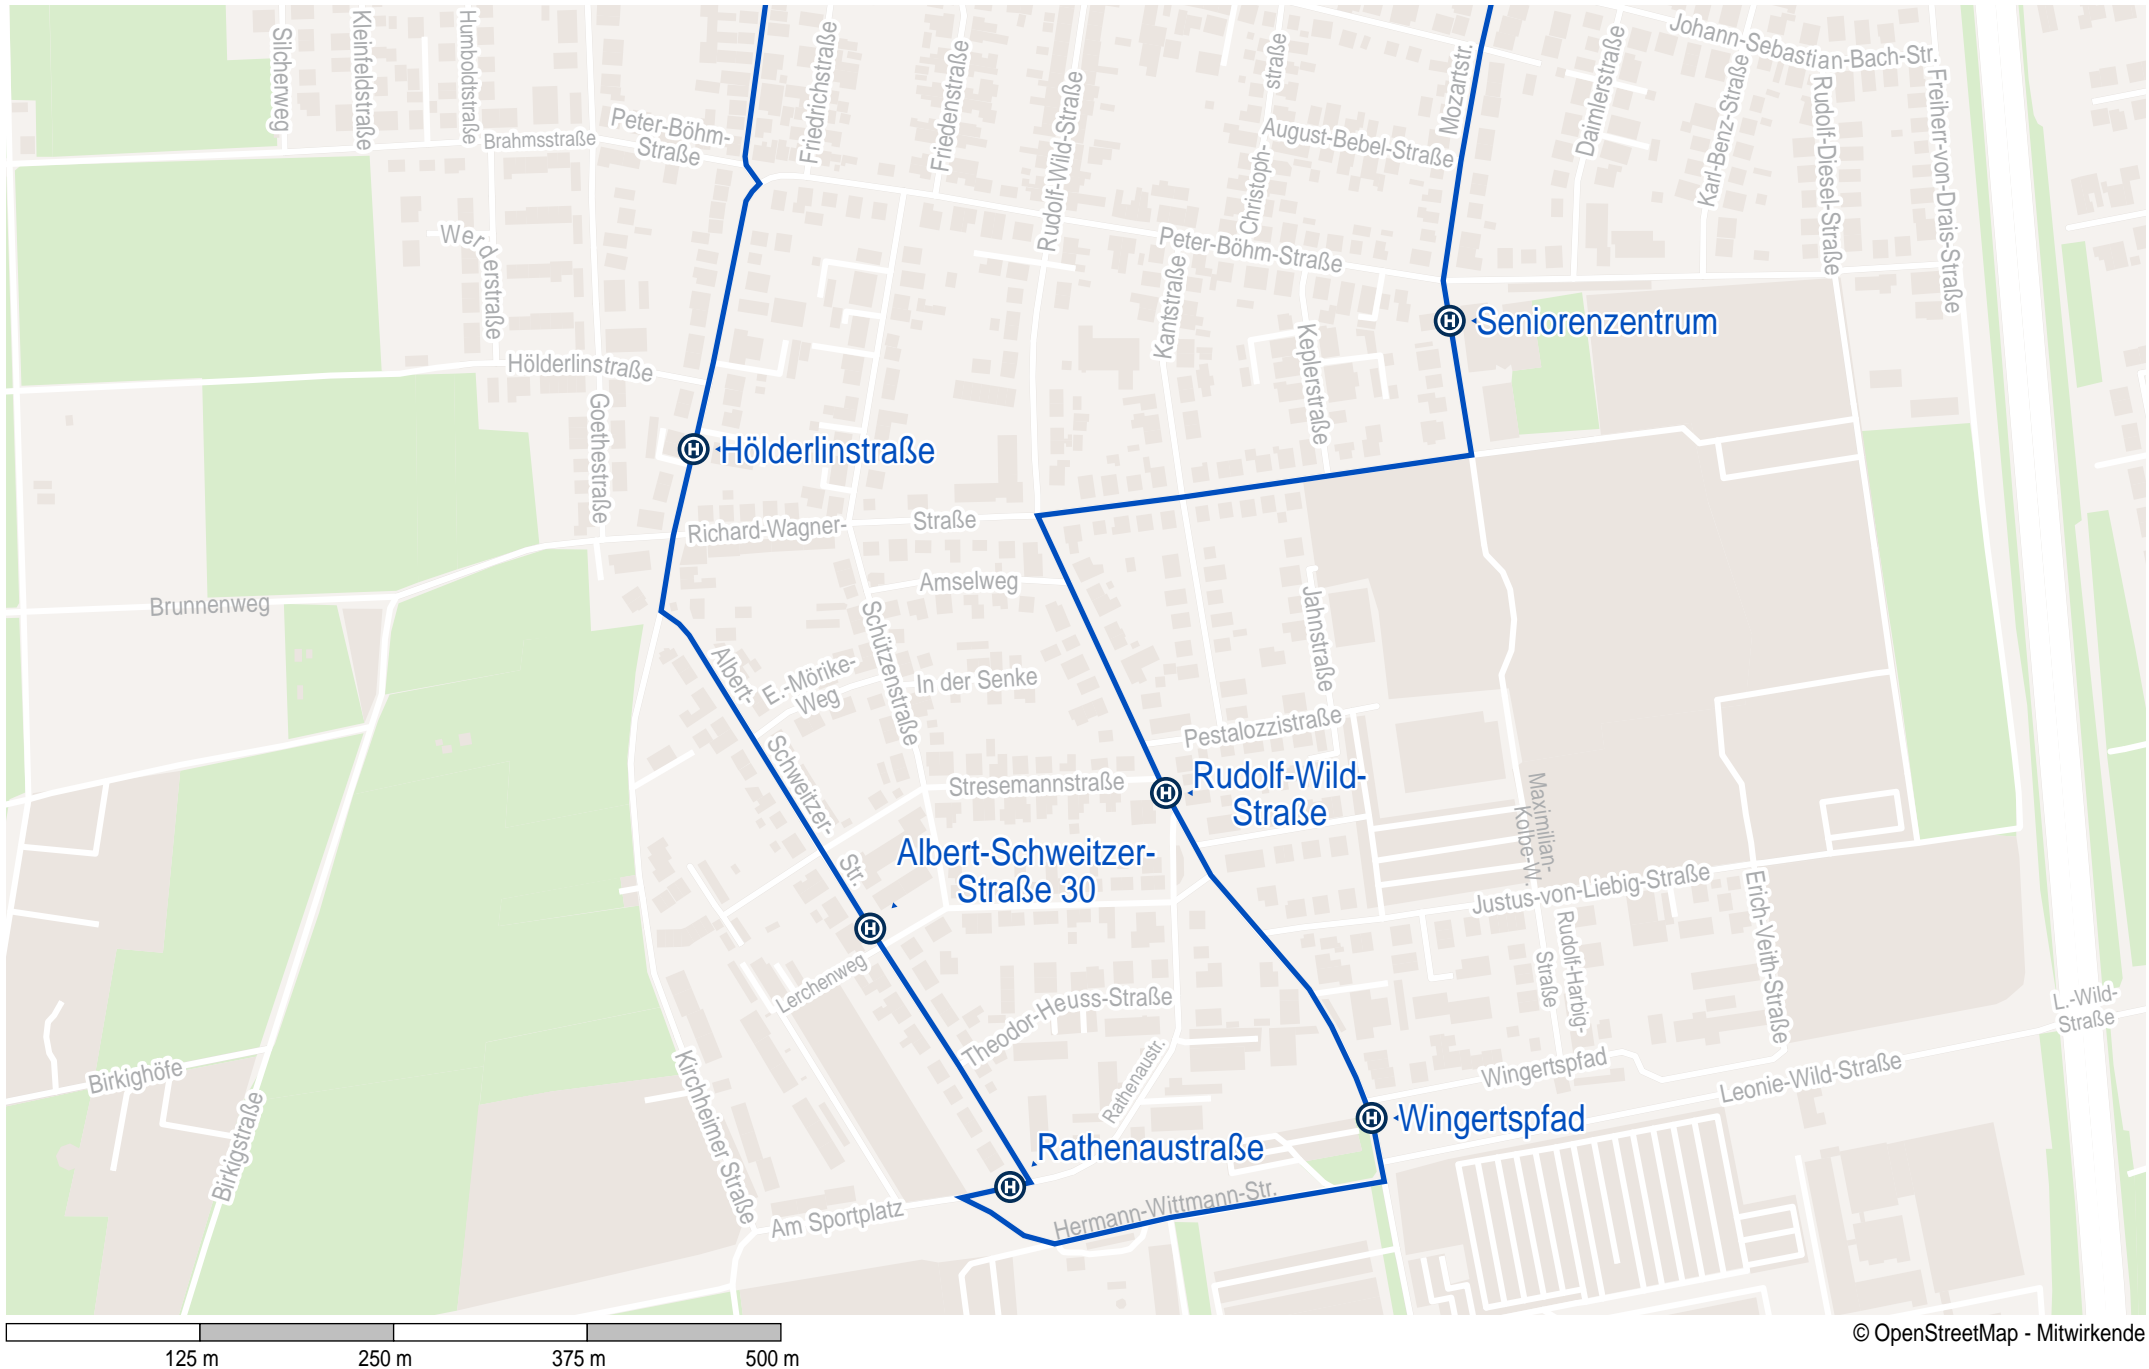 Silcherweg
Kleinfeldstraße
Humboldtstraße
Brahmsstraße
Peter-Böhm-
Straße
Friedrichstraße
Friedenstraße
Rudolf-Wild-Straße
Christoph-
straße
August-Bebel-Straße
Mozartstr.
Daimlerstraße
Johann-Sebastian-Bach-Str.
Karl-Benz-Straße
Rudolf-Diesel-Straße
Freiherr-von-Drais-Straße
Werderstraße
Peter-Böhm-Straße
Kantstraße
Keplerstraße
H
Seniorenzentrum
Hölderlinstraße
Goethestraße
H
Hölderlinstraße
Richard-Wagner-
Straße
Brunnenweg
Amselweg
Schützenstraße
Jahnstraße
Albert-
Schweitzer-
Str.
E.-Mörike-
Weg
In der Senke
Pestalozzistraße
Stresemannstraße
H
Rudolf-Wild-
Straße
Maximilian-
Kolbe-W.
Albert-Schweitzer-
Straße 30
H
Justus-von-Liebig-Straße
Erich-Veith-Straße
Rudolf-Harbig-
Straße
Lerchenweg
Theodor-Heuss-Straße
L.-Wild-
Straße
Birkighöfe
Birkigstraße
Kirchheimer Straße
Rathenaustr.
Wingertspfad
Leonie-Wild-Straße
H
Wingertspfad
Rathenaustraße
H
Am Sportplatz
Hermann-Wittmann-Str.
125 m
250 m
375 m
500 m
© OpenStreetMap - Mitwirkende